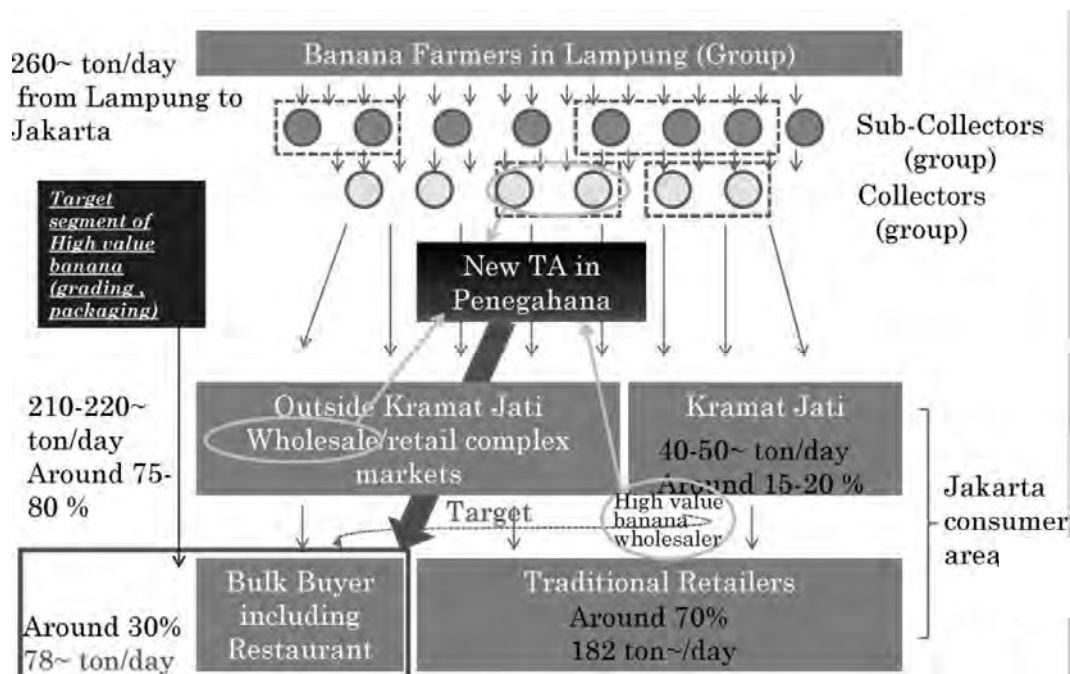 Banana Farmers in Lampung (Group)
260~ ton/day
from Lampung to
Jakarta
Sub-Collectors
(group)
Collectors
(group)
Target
segment of
High value
banana
(grading ,
packaging)
New TA in
Penegahana
210-220~
ton/day
Around 75-
80 %
Outside Kramat Jati
Wholesale/retail complex
markets
Kramat Jati
40-50~ ton/day
Around 15-20 %
High value
banana
wholesaler
Target
Jakarta
consumer
area
Around 30%
78~ ton/day
Bulk Buyer
including
Restaurant
Traditional Retailers
Around 70%
182 ton~/day